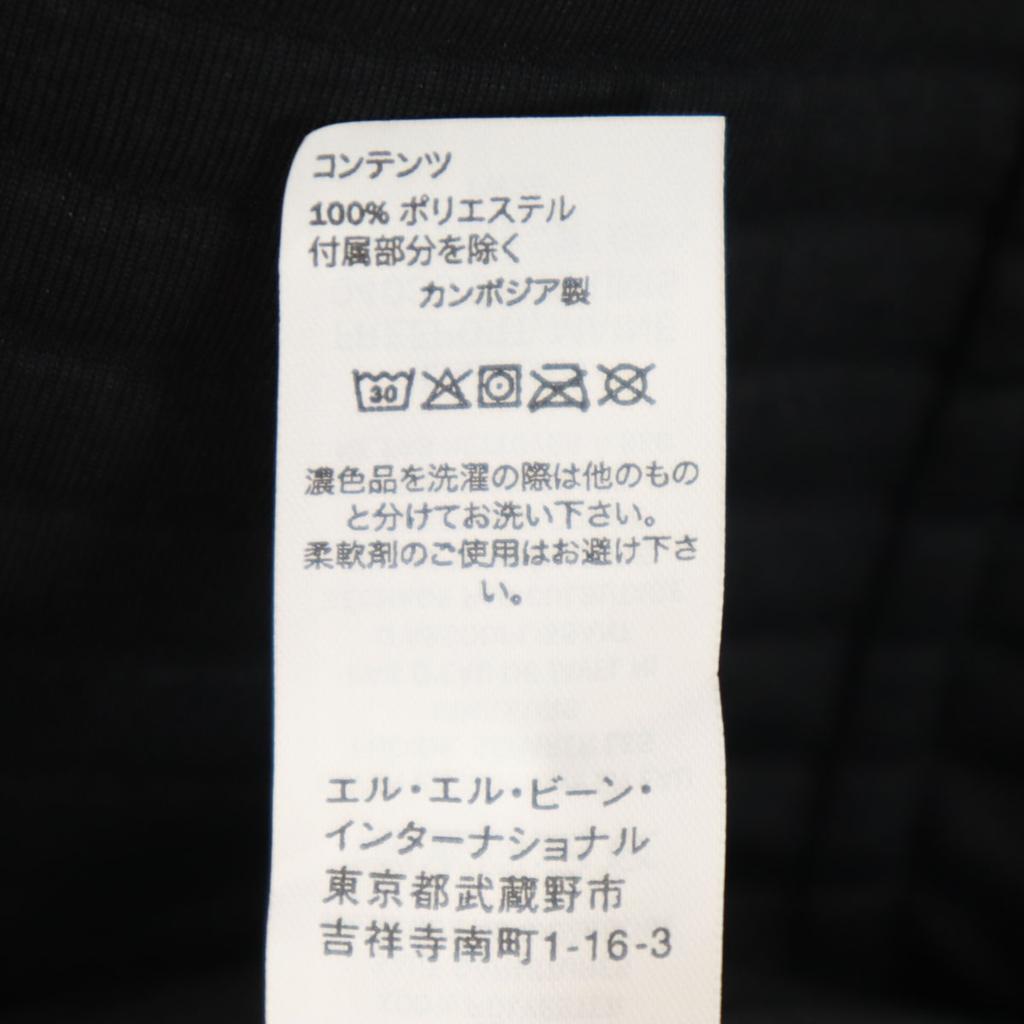 コンテンツ
100% ポリエステル
付属部分を除く
カンボジア製
30
濃色品を洗濯の際は他のもの
と分けてお洗い下さい。
柔軟剤のご使用はお避け下さ
い。
エル・エル・ビーン・
インターナショナル
東京都武蔵野市
吉祥寺南町1-16-3